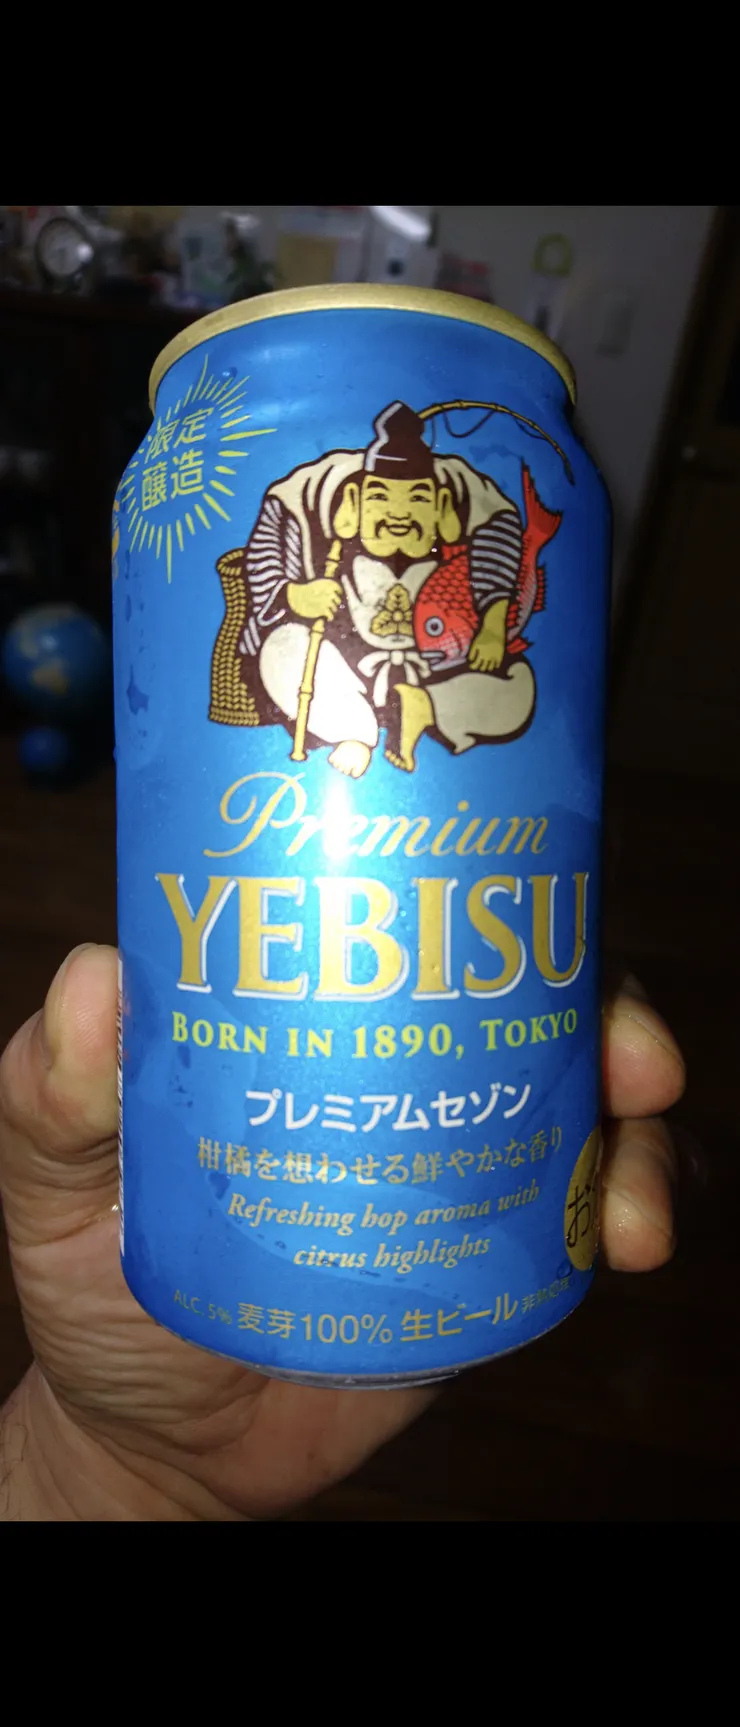 限定
醸造
Premium
YEBISU
BORN IN 1890, TOKYO
プレミアムセゾン
柑橘を想わせる鮮やかな香り
Refreshing hop aroma with
citrus highlights
お
ALC. 5% 麦芽100% 生ビール